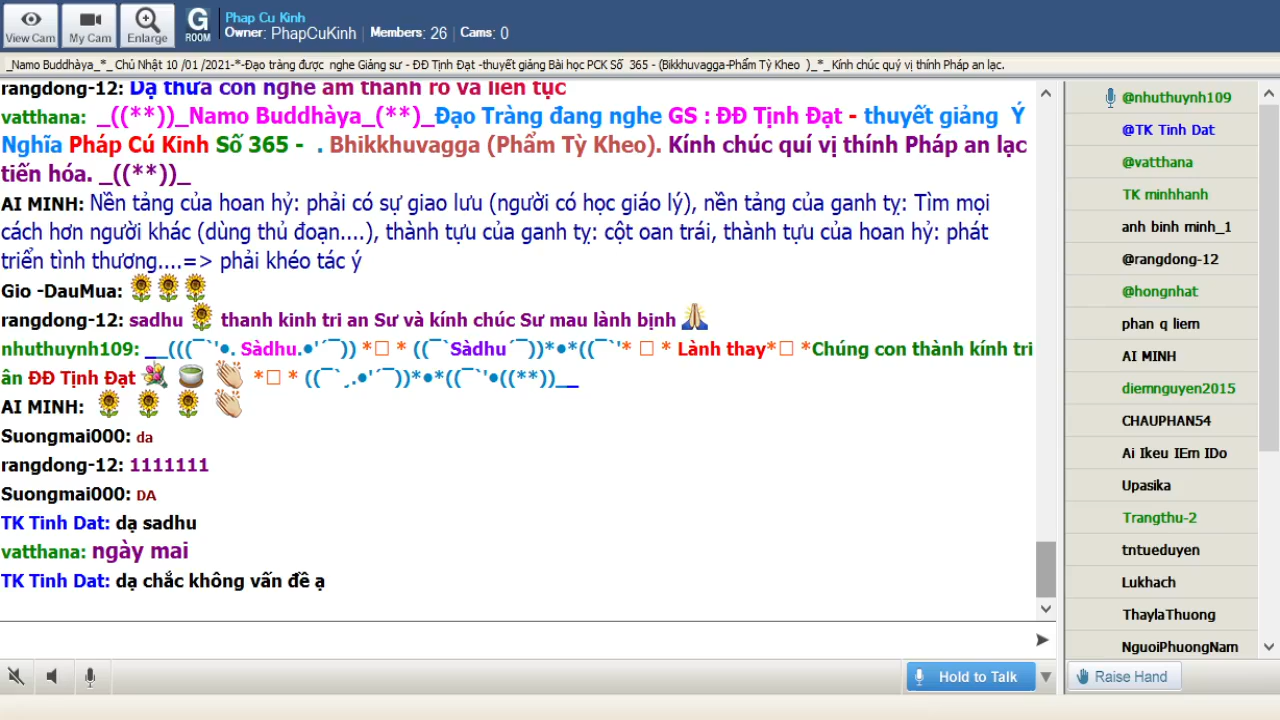 View Cam
My Cam
Enlarge
G
ROOM
Phap Cu Kinh
Owner: PhapCuKinh
Members: 26
Cams: 0
_Namo Buddhàya_*_ Chủ Nhật 10 /01 /2021-*-Đạo tràng được nghe Giảng sư - ĐĐ Tịnh Đạt -thuyết giảng Bài học PCK Số 365 - (Bikkhuvagga-Phẩm Tỳ Kheo )_*_ Kính chúc quý vị thính Pháp an lạc.
rangdong-12: Dạ thưa con nghe âm thanh rõ và liên tục
vatthana: _((**))_Namo Buddhàya_(**)_Đạo Tràng đang nghe GS : ĐĐ Tịnh Đạt - thuyết giảng Ý
Nghĩa Pháp Cú Kinh Số 365 - . Bhikkhuvagga (Phẩm Tỳ Kheo). Kính chúc quí vị thính Pháp an lạc
tiến hóa. _((**))_
AI MINH: Nền tảng của hoan hỷ: phải có sự giao lưu (người có học giáo lý), nền tảng của ganh tỵ: Tìm mọi
cách hơn người khác (dùng thủ đoạn....), thành tựu của ganh tỵ: cột oan trái, thành tựu của hoan hỷ: phát
triển tình thương....=> phải khéo tác ý
Gio -DauMua: 🌻🌻🌻
rangdong-12: sadhu 🌻 thanh kinh tri an Sư và kính chúc Sư mau lành bịnh 🙏
nhuthuynh109: __(((¯`'•. Sàdhu.•'´¯)) *□ * ((¯`Sàdhu´¯))*•*((¯`'* □ * Lành thay*□ *Chúng con thành kính tri
ân ĐĐ Tịnh Đạt 💐 🍵 👏 *□ * ((¯`¸.•'´¯))*•*((¯`'•((**))__
AI MINH: 🌻 🌻 🌻 👏
Suongmai000: da
rangdong-12: 1111111
Suongmai000: DA
TK Tinh Dat: dạ sadhu
vatthana: ngày mai
TK Tinh Dat: dạ chắc không vấn đề ạ
@nhuthuynh109
@TK Tinh Dat
@vatthana
TK minhhanh
anh binh minh_1
@rangdong-12
@hongnhat
phan q liem
AI MINH
diemnguyen2015
CHAUPHAN54
Ai Ikeu IEm IDo
Upasika
Trangthu-2
tntueduyen
Lukhach
ThaylaThuong
NguoiPhuongNam
Hold to Talk
Raise Hand